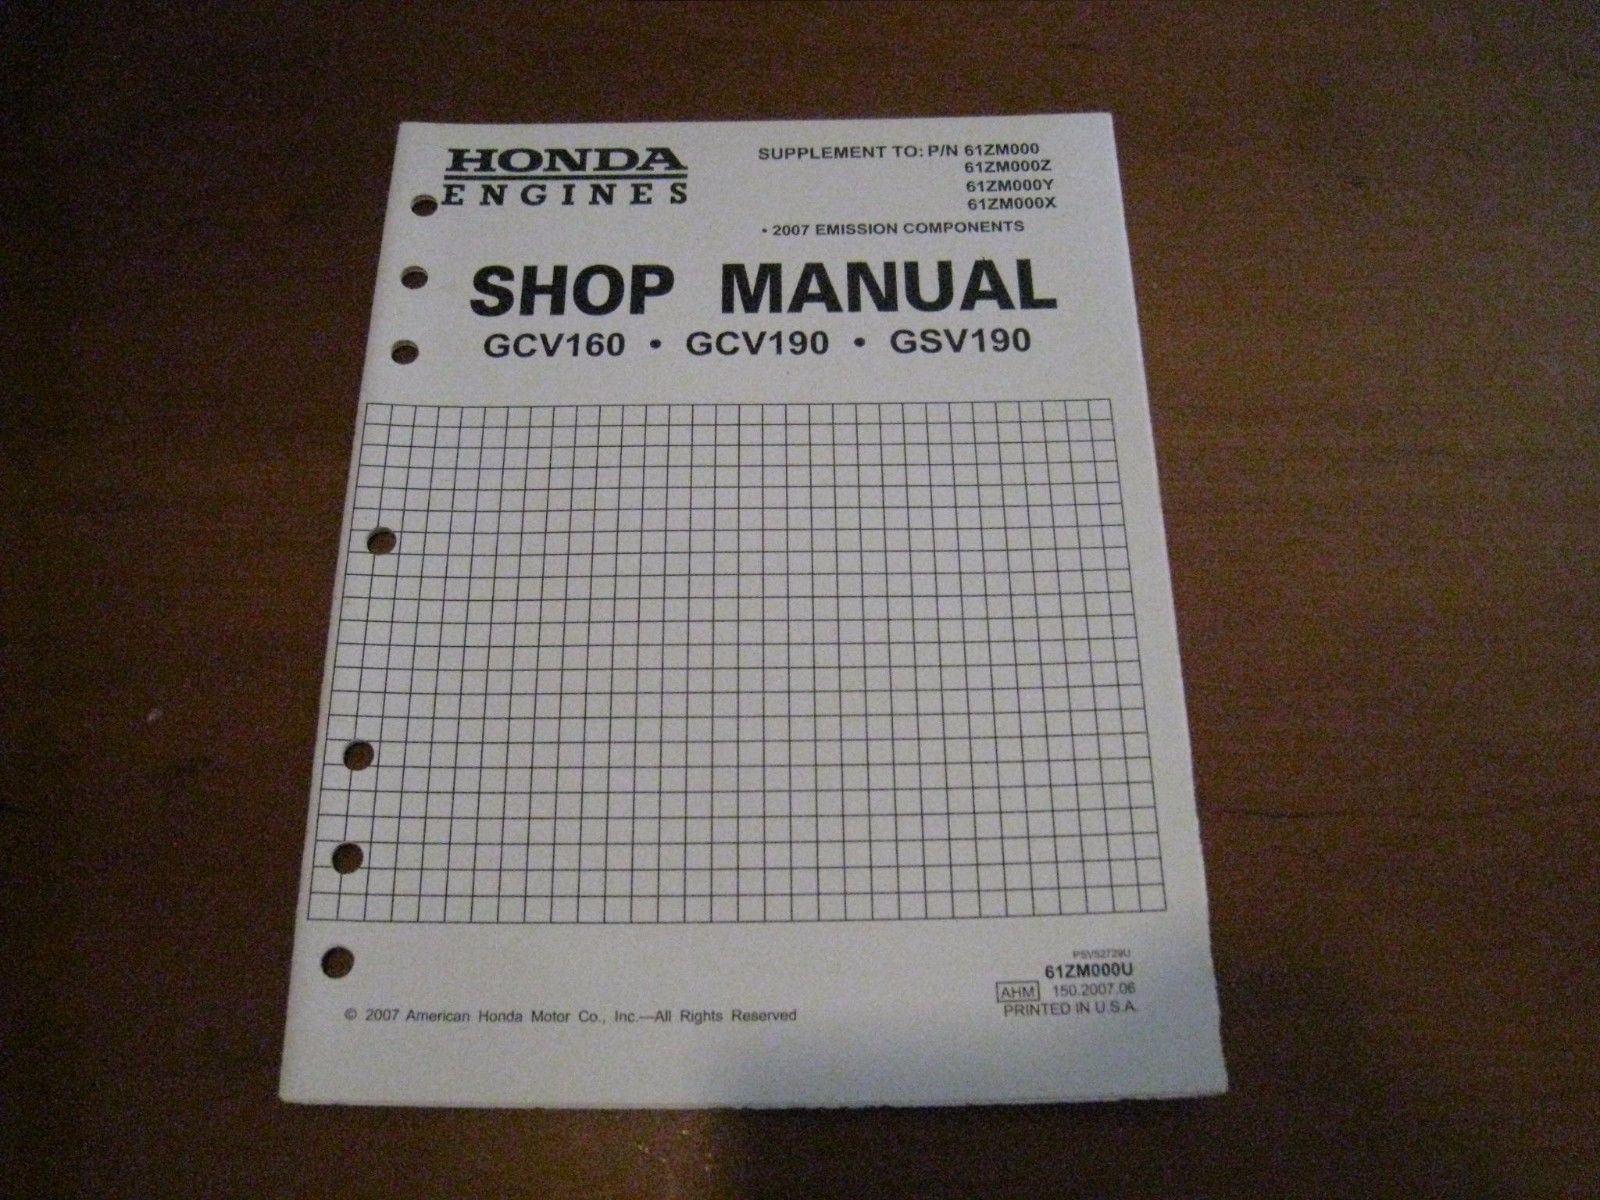 HONDA
ENGINES
SUPPLEMENT TO: P/N 61ZM000
61ZM000Z
61ZM000Y
61ZM000X
• 2007 EMISSION COMPONENTS
SHOP MANUAL
GCV160 • GCV190 • GSV190
PSV52729U
61ZM000U
AHM 150.2007.06
PRINTED IN U.S.A.
© 2007 American Honda Motor Co., Inc.—All Rights Reserved